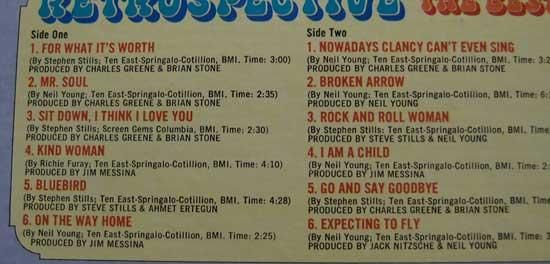 RETROSPECTIVE THE
Side One
1. FOR WHAT IT'S WORTH
(By Stephen Stills; Ten East-Springalo-Cotillion, BMI. Time: 3:00)
PRODUCED BY CHARLES GREENE & BRIAN STONE
2. MR. SOUL
(By Neil Young; Ten East-Springalo-Cotillion, BMI. Time: 2:35)
PRODUCED BY CHARLES GREENE & BRIAN STONE
3. SIT DOWN, I THINK I LOVE YOU
(By Stephen Stills; Screen Gems Columbia, BMI. Time: 2:30)
PRODUCED BY CHARLES GREENE & BRIAN STONE
4. KIND WOMAN
(By Richie Furay; Ten East-Springalo-Cotillion, BMI. Time: 4:10)
PRODUCED BY JIM MESSINA
5. BLUEBIRD
(By Stephen Stills; Ten East-Springalo-Cotillion, BMI. Time: 4:28)
PRODUCED BY STEVE STILLS & AHMET ERTEGUN
6. ON THE WAY HOME
(By Neil Young; Ten East-Springalo-Cotillion, BMI. Time: 2:25)
PRODUCED BY JIM MESSINA
Side Two
1. NOWADAYS CLANCY CAN'T EVEN SING
(By Neil Young; Ten East-Springalo-Cotillion, BMI. Time: 3:2
PRODUCED BY CHARLES GREENE & BRIAN STONE
2. BROKEN ARROW
(By Neil Young; Ten East-Springalo-Cotillion, BMI. Time: 6:
PRODUCED BY NEIL YOUNG
3. ROCK AND ROLL WOMAN
(By Stephen Stills; Ten East-Springalo-Cotillion, BMI. Time:
PRODUCED BY STEVE STILLS & NEIL YOUNG
4. I AM A CHILD
(By Neil Young; Ten East-Springalo-Cotillion, BMI. Time:
PRODUCED BY JIM MESSINA
5. GO AND SAY GOODBYE
(By Stephen Stills; Ten East-Springalo-Cotillion, BMI.
PRODUCED BY CHARLES GREENE & BRIAN STONE
6. EXPECTING TO FLY
(By Neil Young; Ten East-Springalo-Cotillion, BMI.
PRODUCED BY JACK NITZSCHE & NEIL YOUNG